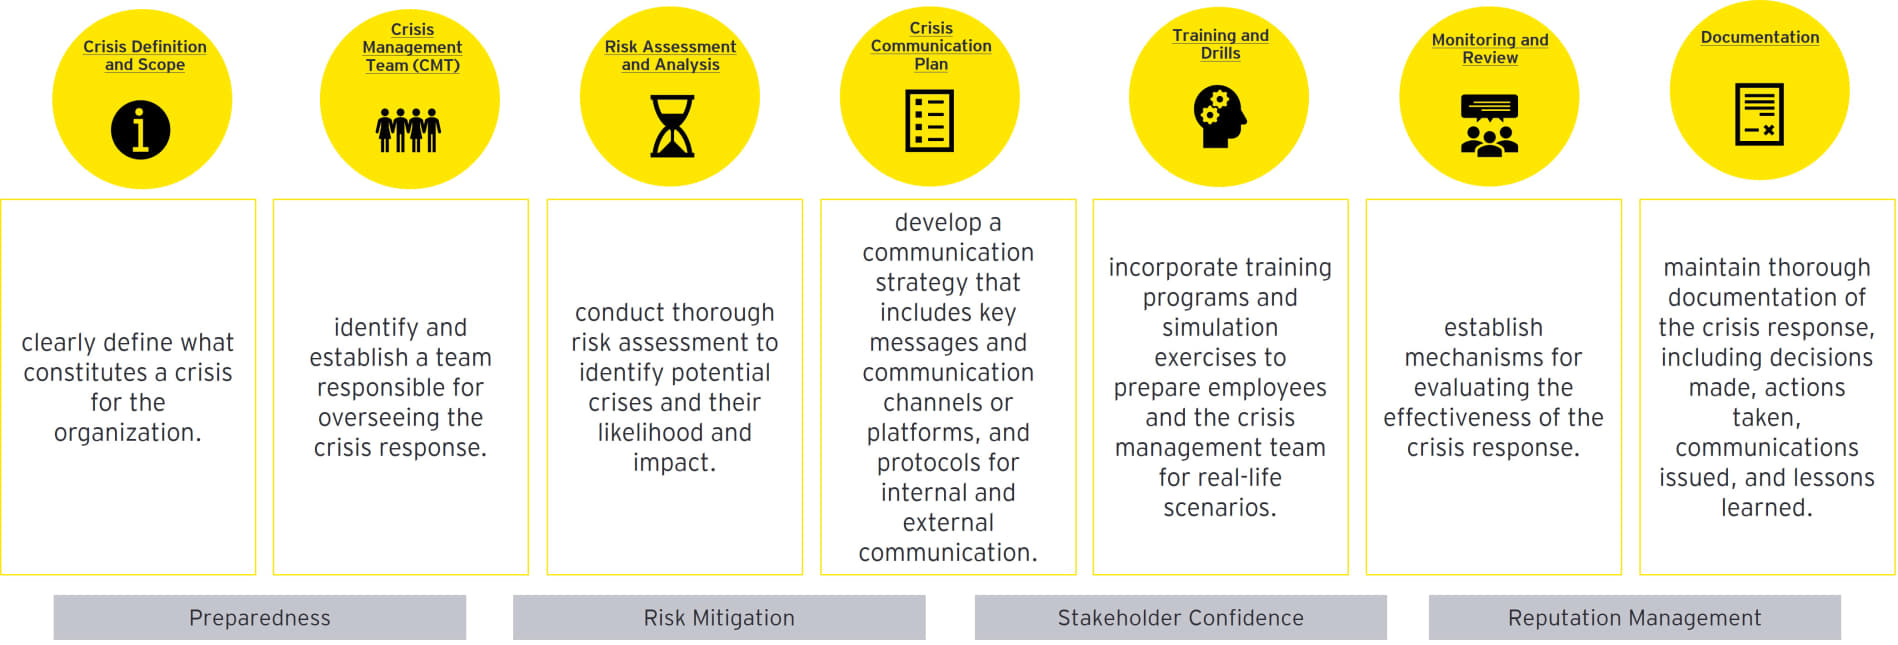 Crisis Definition
and Scope
Crisis
Management
Team (CMT)
Risk Assessment
and Analysis
Crisis
Communication
Plan
Training and
Drills
Monitoring and
Review
Documentation
clearly define what
constitutes a crisis
for the
organization.
identify and
establish a team
responsible for
overseeing the
crisis response.
conduct thorough
risk assessment to
identify potential
crises and their
likelihood and
impact.
develop a
communication
strategy that
includes key
messages and
communication
channels or
platforms, and
protocols for
internal and
external
communication.
incorporate training
programs and
simulation
exercises to
prepare employees
and the crisis
management team
for real-life
scenarios.
establish
mechanisms for
evaluating the
effectiveness of the
crisis response.
maintain thorough
documentation of
the crisis response,
including decisions
made, actions
taken,
communications
issued, and lessons
learned.
Preparedness
Risk Mitigation
Stakeholder Confidence
Reputation Management